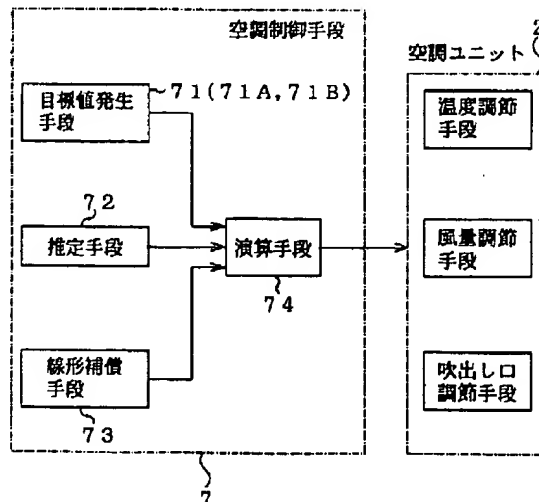 空調制御手段
71(71A,71B)
目標値発生
手段
72
推定手段
演算手段
74
線形補償
手段
73
7
2
空調ユニット
温度調節
手段
風量調節
手段
吹出し口
調節手段